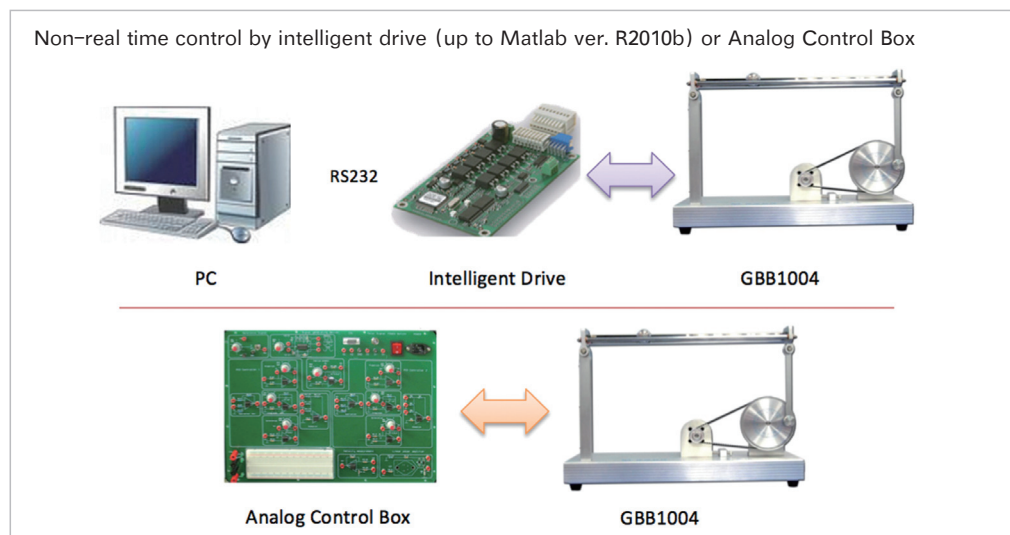 Non-real time control by intelligent drive (up to Matlab ver. R2010b) or Analog Control Box
RS232
PC
Intelligent Drive
GBB1004
Analog Control Box
GBB1004